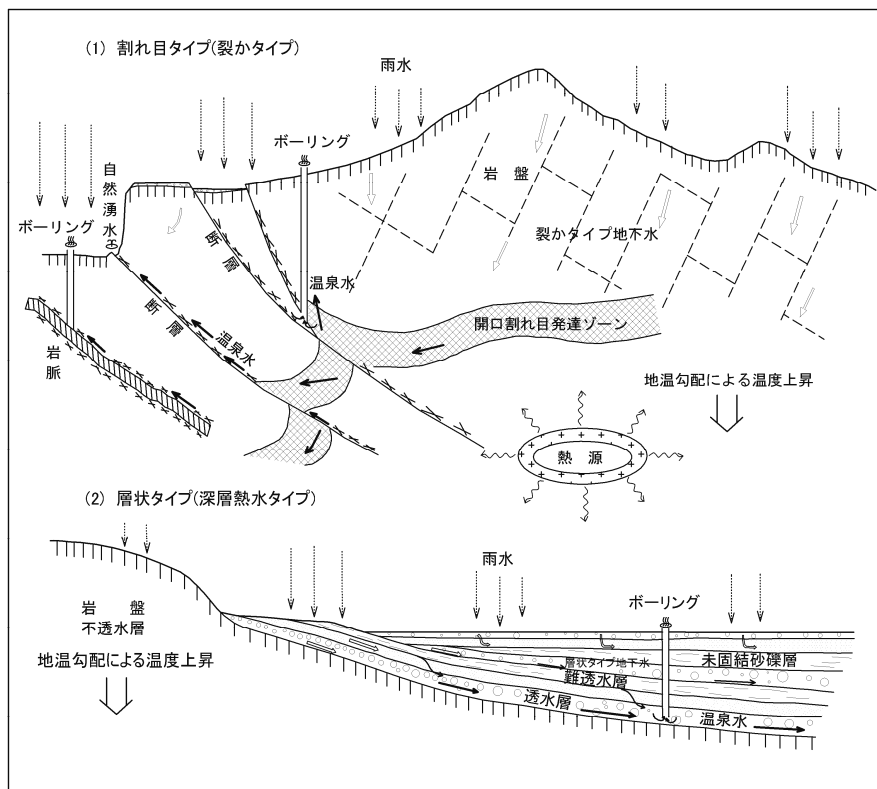 (1) 割れ目タイプ(裂かタイプ)
雨水
ボーリング
自然湧水
ボーリング
岩盤
断層
裂かタイプ地下水
温泉水
断層
温泉水
開口割れ目発達ゾーン
岩脈
地温勾配による温度上昇
熱源
(2) 層状タイプ(深層熱水タイプ)
雨水
ボーリング
岩盤
不透水層
地温勾配による温度上昇
層状タイプ地下水
難透水層
未固結砂礫層
透水層
温泉水